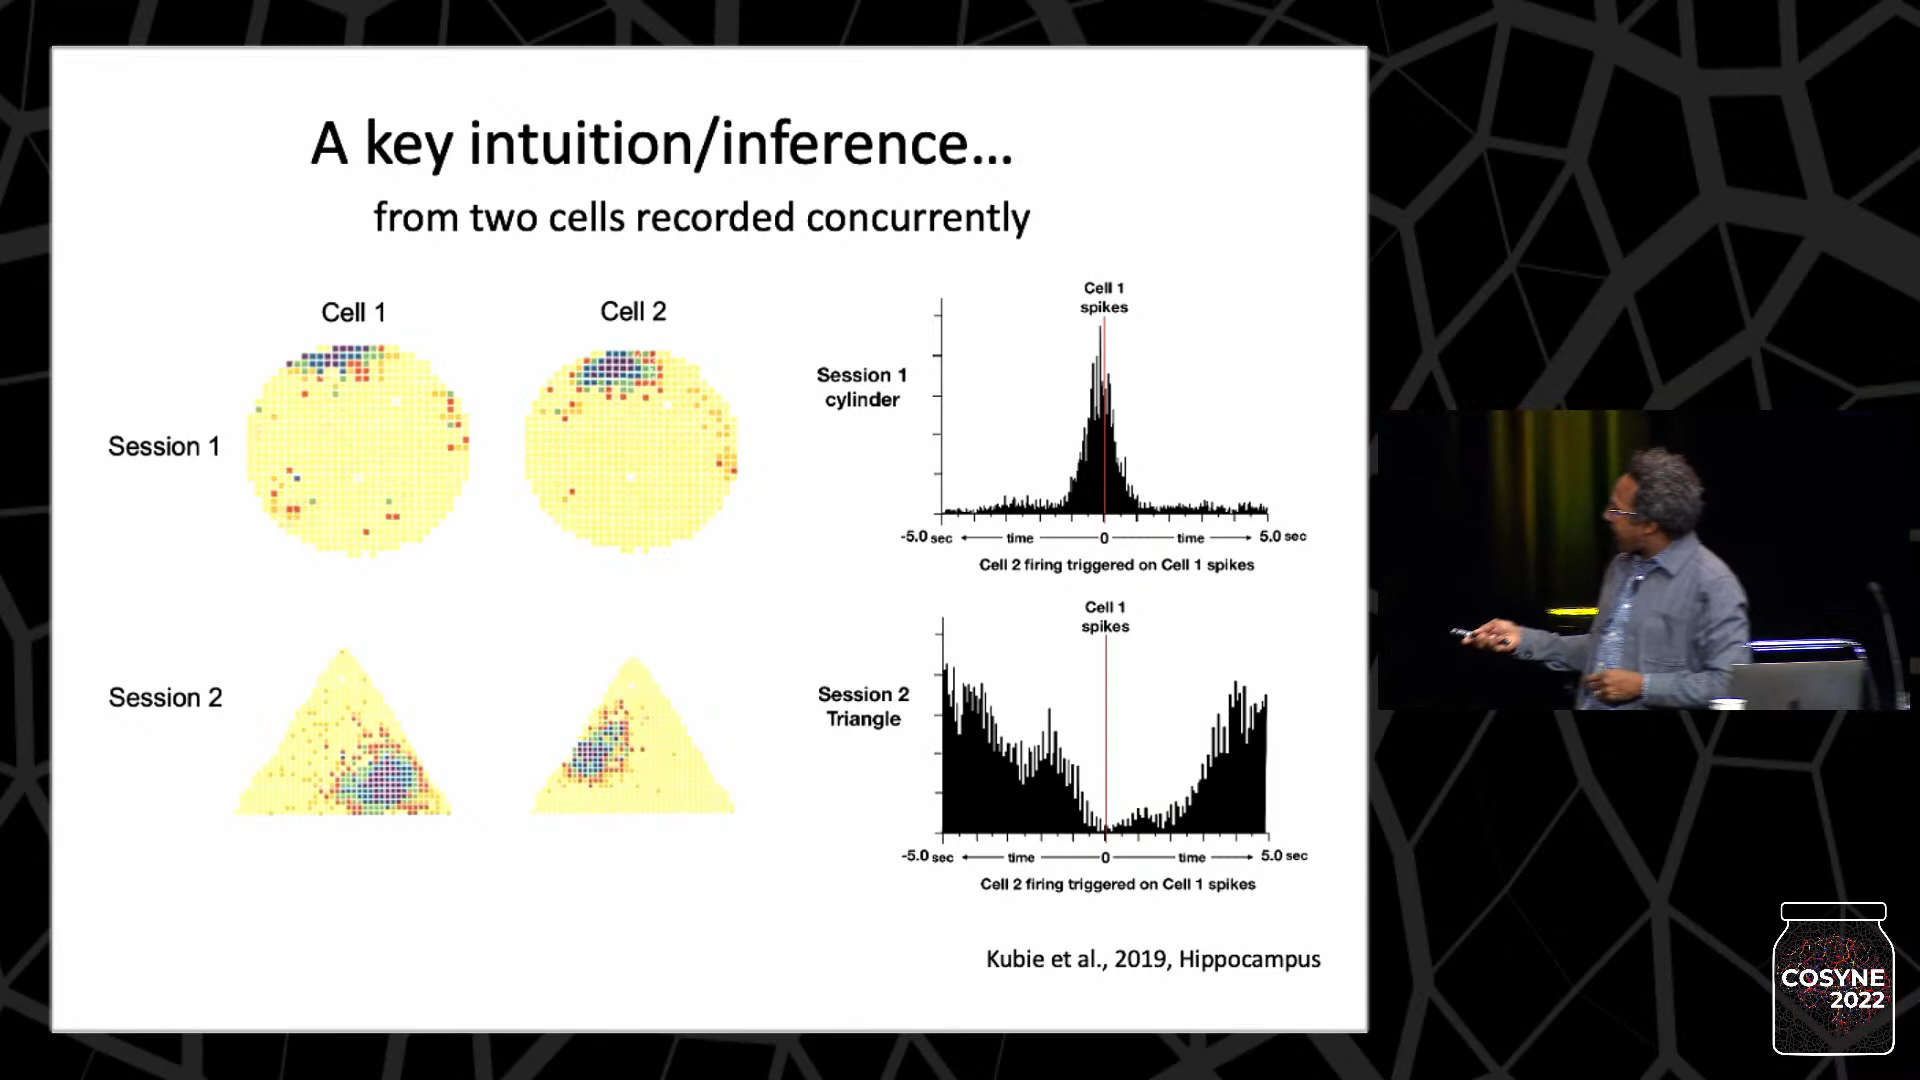 A key intuition/inference...
from two cells recorded concurrently
Cell 1
Cell 2
Session 1
Session 2
Cell 1
spikes
Session 1
cylinder
-5.0 sec
time
0
time
5.0 sec
Cell 2 firing triggered on Cell 1 spikes
Cell 1
spikes
Session 2
Triangle
-5.0 sec
time
0
time
5.0 sec
Cell 2 firing triggered on Cell 1 spikes
Kubie et al., 2019, Hippocampus
COSYNE
2022